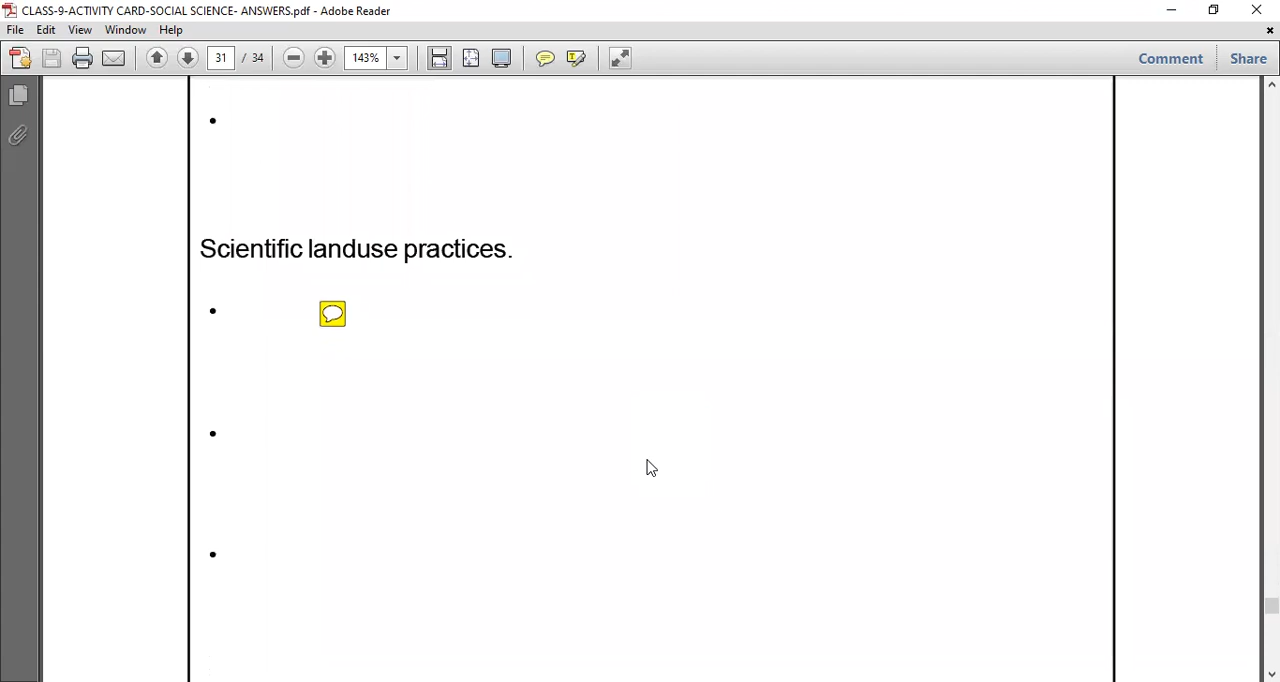 CLASS-9-ACTIVITY CARD-SOCIAL SCIENCE- ANSWERS.pdf - Adobe Reader
File Edit View Window Help
31 / 34 143% Comment Share
•
Scientific landuse practices.
•
•
•